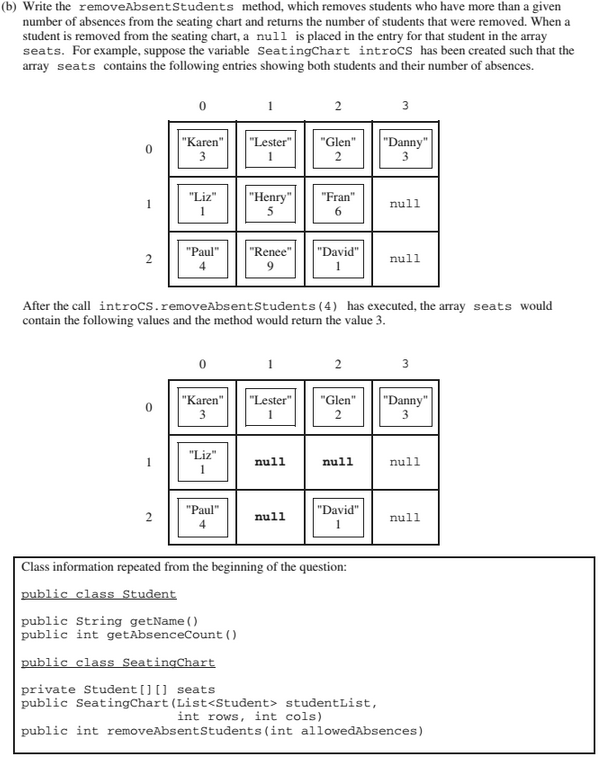 (b) Write the removeAbsentStudents method, which removes students who have more than a given
number of absences from the seating chart and returns the number of students that were removed. When a
student is removed from the seating chart, a null is placed in the entry for that student in the array
seats. For example, suppose the variable SeatingChart introCS has been created such that the
array seats contains the following entries showing both students and their number of absences.
0 1 2 3
"Karen" "Lester" "Glen" "Danny"
0
3 1 2 3
"Liz" "Henry" "Fran"
1 null
1 5 6
"Paul" "Renee" "David"
2 null
4 9 1
After the call introCS.removeAbsentStudents(4) has executed, the array seats would
contain the following values and the method would return the value 3.
0 1 2 3
"Karen" "Lester" "Glen" "Danny"
0
3 1 2 3
"Liz"
1 null null null
1
"Paul" "David"
2 null null
4 1
Class information repeated from the beginning of the question:
public class Student
public String getName()
public int getAbsenceCount()
public class SeatingChart
private Student[][] seats
public SeatingChart(List<Student> studentList,
int rows, int cols)
public int removeAbsentStudents(int allowedAbsences)